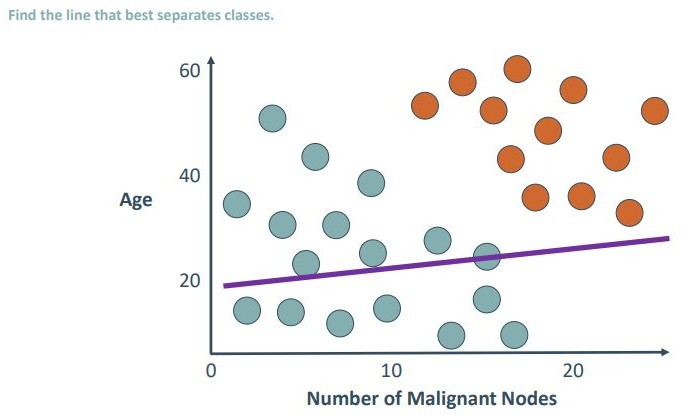 Find the line that best separates classes.
60
40
Age
20
0
10
20
Number of Malignant Nodes